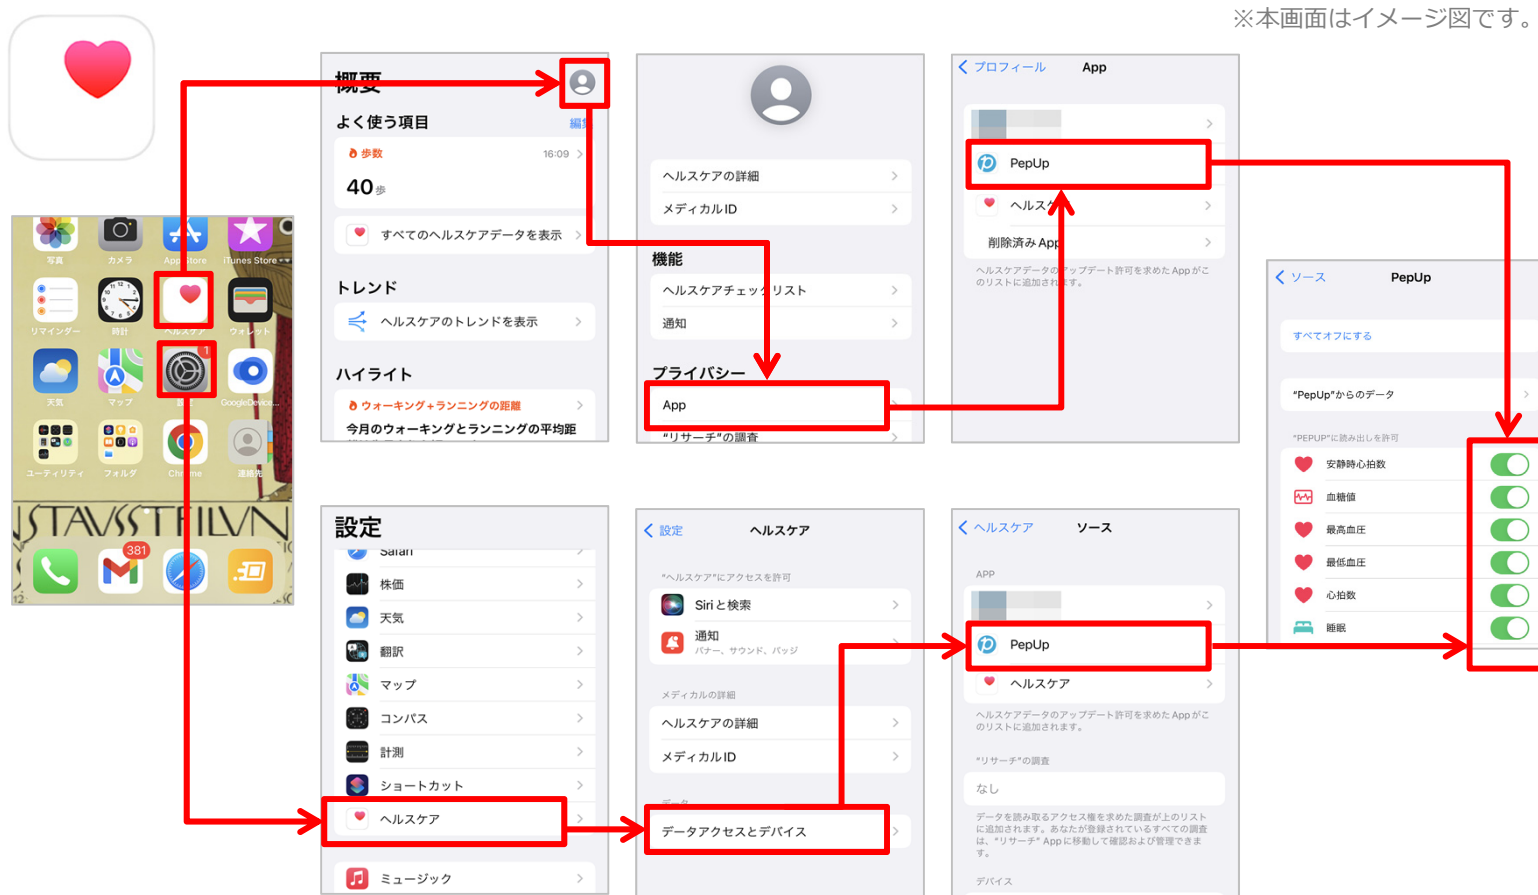 ※本画面はイメージ図です。
写真
カメラ
App Store
iTunes Store
リマインダー
時計
ヘルスケア
ウォレット
1
天気
マップ
設定
GoogleDevice...
ユーティリティ
フォルダ
Chrome
連絡先
381
概要
よく使う項目
編集
歩数
16:09
40歩
すべてのヘルスケアデータを表示
トレンド
ヘルスケアのトレンドを表示
ハイライト
ウォーキング+ランニングの距離
今月のウォーキングとランニングの平均距
ヘルスケアの詳細
メディカルID
機能
ヘルスケアチェックリスト
通知
プライバシー
App
"リサーチ"の調査
プロフィール
App
PepUp
ヘルスケア
削除済みApp
ヘルスケアデータのアップデート許可を求めたAppがこ
のリストに追加されます。
設定
Safari
株価
天気
翻訳
マップ
コンパス
計測
ショートカット
ヘルスケア
ミュージック
設定
ヘルスケア
"ヘルスケア"にアクセスを許可
Siriと検索
通知
バナー、サウンド、バッジ
メディカルの詳細
ヘルスケアの詳細
メディカルID
データ
データアクセスとデバイス
ヘルスケア
ソース
APP
PepUp
ヘルスケア
ヘルスケアデータのアップデート許可を求めたAppがこ
のリストに追加されます。
"リサーチ"の調査
なし
データを読み取るアクセス権を求めた調査が上のリスト
に追加されます。あなたが登録されているすべての調査
は、"リサーチ" Appに移動して確認および管理できま
す。
デバイス
ソース
PepUp
すべてオフにする
"PepUp"からのデータ
"PEPUP"に読み出しを許可
安静時心拍数
血糖値
最高血圧
最低血圧
心拍数
睡眠